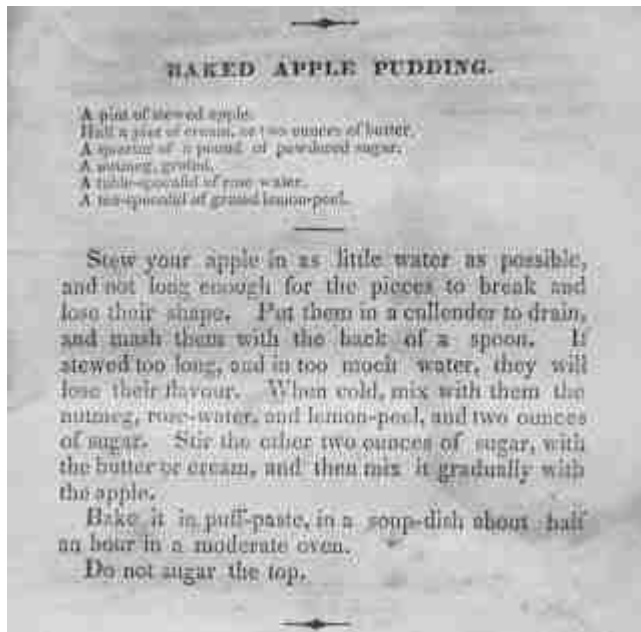 BAKED APPLE PUDDING.
A pint of stewed apple.
Half a pint of cream, or two ounces of butter.
A quarter of a pound of powdered sugar.
A nutmeg, grated.
A table-spoonful of rose water.
A tea-spoonful of grated lemon-peel.
Stew your apple in as little water as possible,
and not long enough for the pieces to break and
lose their shape. Put them in a cullender to drain,
and mash them with the back of a spoon. If
stewed too long, and in too much water, they will
lose their flavour. When cold, mix with them the
nutmeg, rose-water, and lemon-peel, and two ounces
of sugar. Stir the other two ounces of sugar, with
the butter or cream, and then mix it gradually with
the apple.
Bake it in puff-paste, in a soup-dish about half
an hour in a moderate oven.
Do not sugar the top.